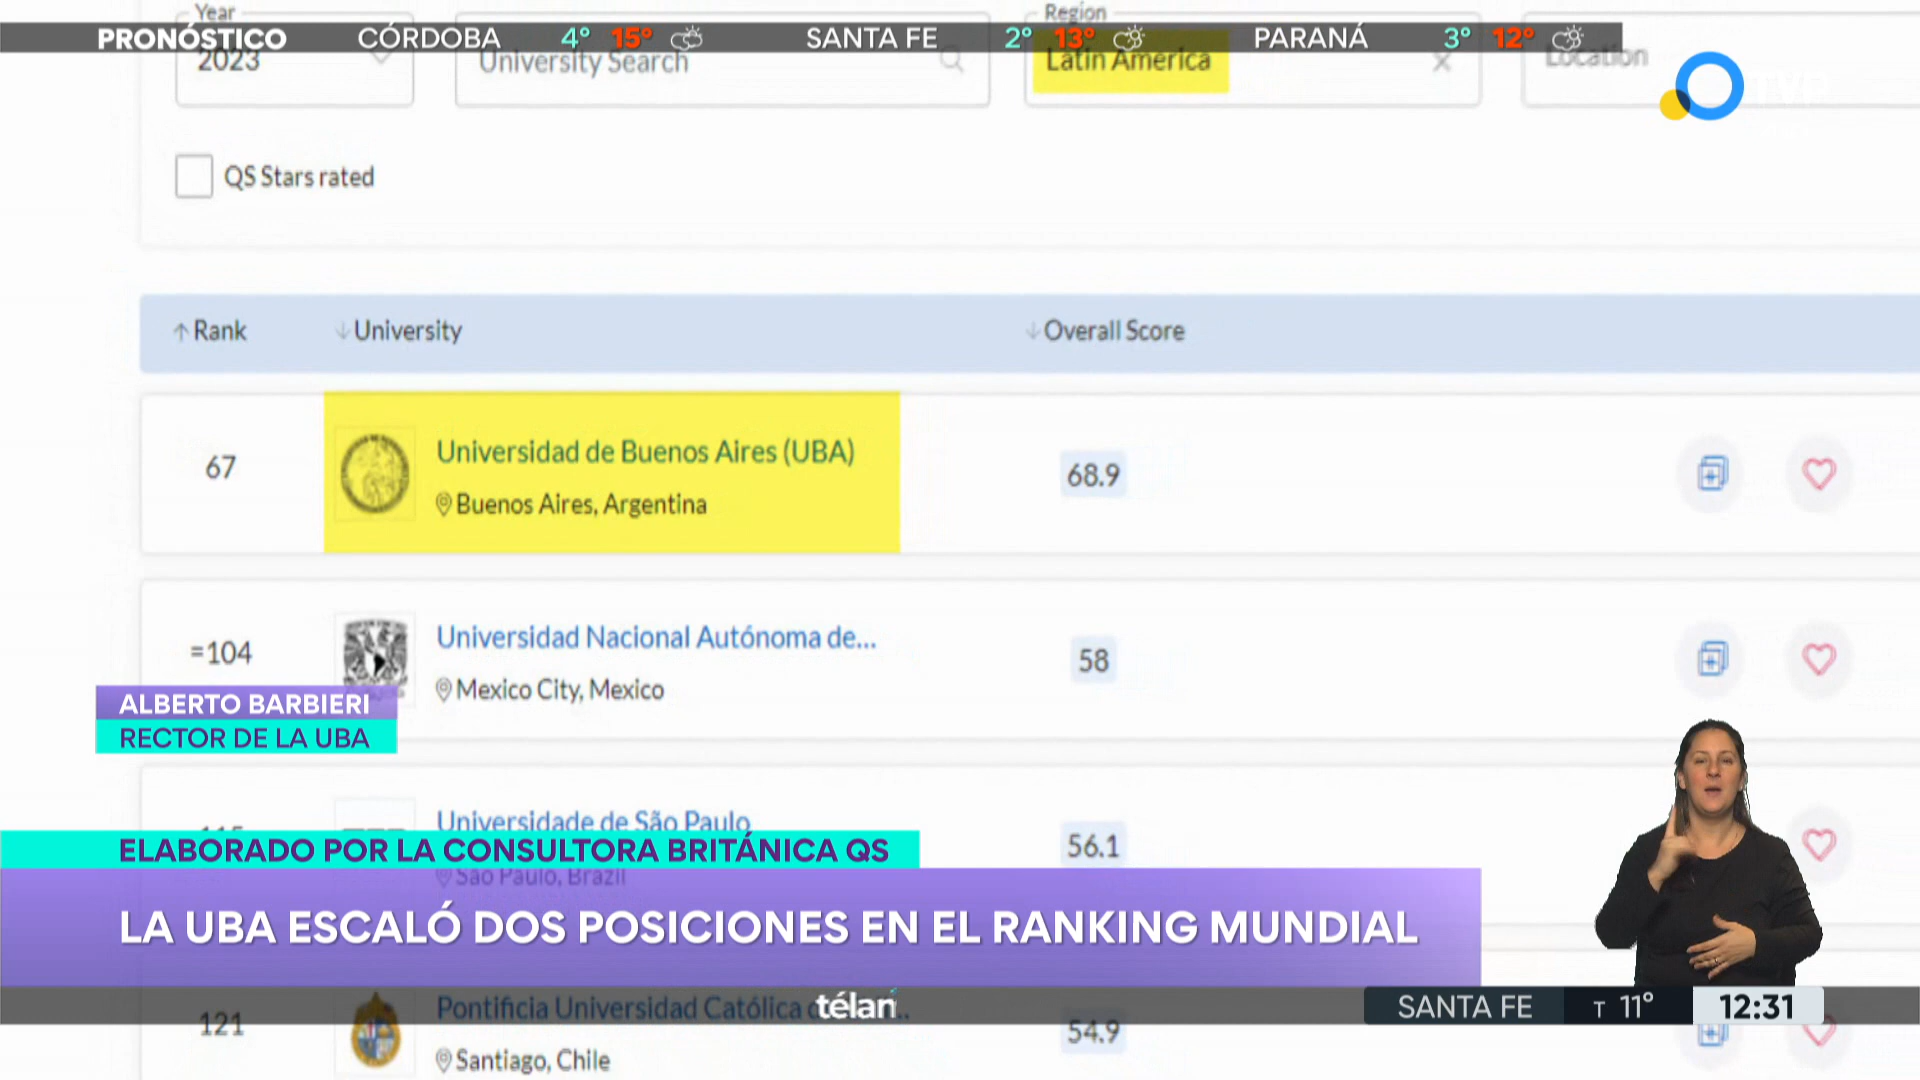 Year
Region
PRONÓSTICO CÓRDOBA 4° 15° SANTA FE 2° 13° PARANÁ 3° 12°
2023 University Search Latin America Location
QS Stars rated
Rank University Overall Score
67 Universidad de Buenos Aires (UBA) 68.9
Buenos Aires, Argentina
=104 Universidad Nacional Autónoma de... 58
Mexico City, Mexico
ALBERTO BARBIERI
RECTOR DE LA UBA
115 Universidade de São Paulo 56.1
ELABORADO POR LA CONSULTORA BRITÁNICA QS
São Paulo, Brazil
LA UBA ESCALÓ DOS POSICIONES EN EL RANKING MUNDIAL
121 Pontificia Universidad Católica 54.9
télam
SANTA FE T 11° 12:31
Santiago, Chile